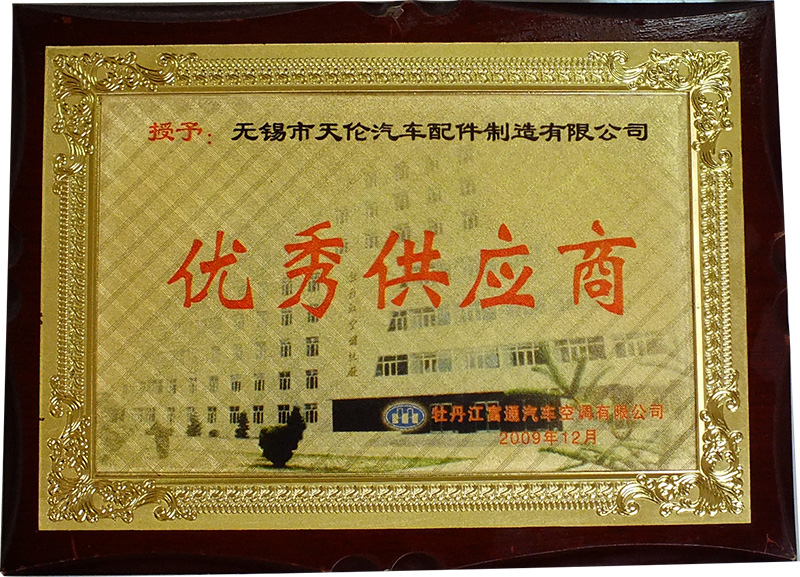 授予：无锡市天伦汽车配件制造有限公司
优秀供应商
牡丹江富通汽车空调有限公司
2009年12月